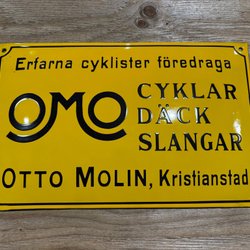 Erfarna cyklister föredraga
OMO
CYKLAR
DÄCK
SLANGAR
OTTO MOLIN, Kristianstad